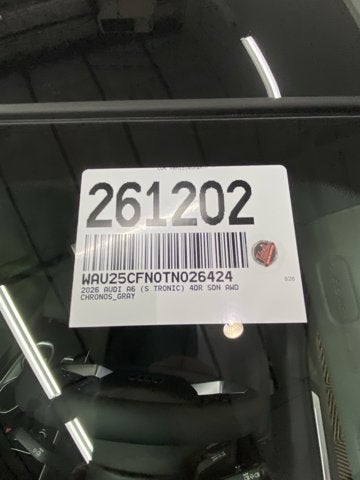 261202
WAU25CFN0TN026424
2026 AUDI A6 (S TRONIC) 4DR SDN AWD
CHRONOS_GRAY